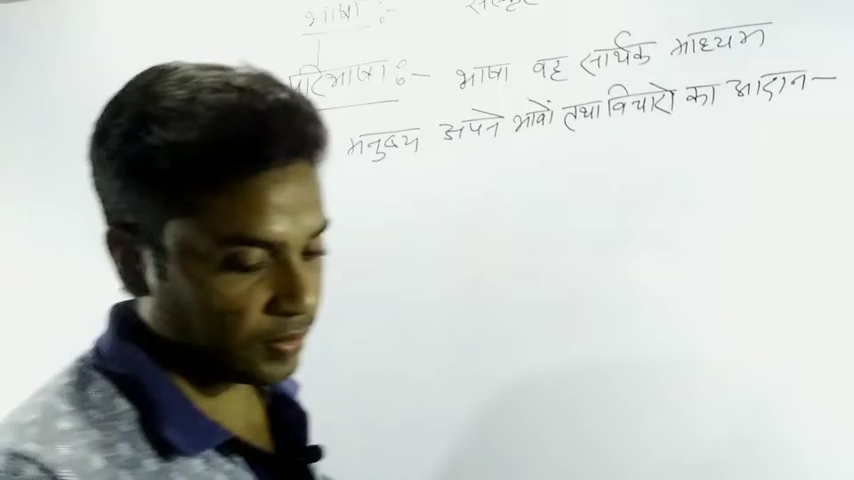 भाषा :- संस्कृ
परिभाषा :- भाषा वह सार्थक माध्यम
मनुष्य अपने भावों तथा विचारों का आदान-